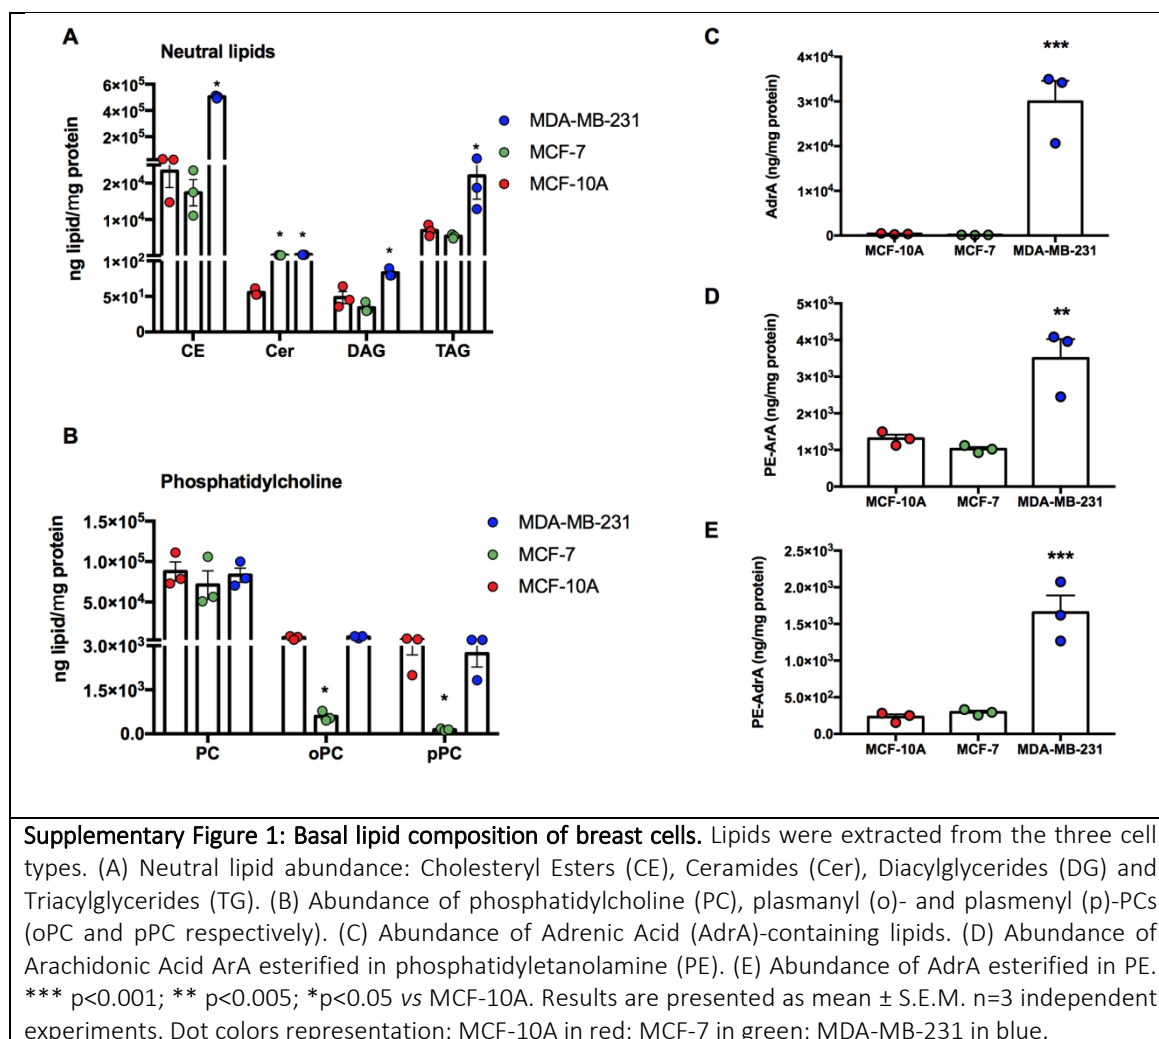 A
Neutral lipids
ng lipid/mg protein
6×10⁵
4×10⁵
2×10⁵
2×10⁴
1×10⁴
1×10²
5×10¹
0
*
*
*
*
*
CE
Cer
DAG
TAG
MDA-MB-231
MCF-7
MCF-10A
B
Phosphatidylcholine
ng lipid/mg protein
1.5×10⁵
1.0×10⁵
5.0×10⁴
3.0×10³
1.5×10³
0.0
*
*
PC
oPC
pPC
MDA-MB-231
MCF-7
MCF-10A
C
AdrA (ng/mg protein)
4×10⁴
3×10⁴
2×10⁴
1×10⁴
0
***
MCF-10A
MCF-7
MDA-MB-231
D
PE-ArA (ng/mg protein)
5×10³
4×10³
3×10³
2×10³
1×10³
0
**
MCF-10A
MCF-7
MDA-MB-231
E
PE-AdrA (ng/mg protein)
2.5×10³
2.0×10³
1.5×10³
1.0×10³
5.0×10²
0.0
***
MCF-10A
MCF-7
MDA-MB-231
Supplementary Figure 1: Basal lipid composition of breast cells. Lipids were extracted from the three cell
types. (A) Neutral lipid abundance: Cholesteryl Esters (CE), Ceramides (Cer), Diacylglycerides (DG) and
Triacylglycerides (TG). (B) Abundance of phosphatidylcholine (PC), plasmanyl (o)- and plasmenyl (p)-PCs
(oPC and pPC respectively). (C) Abundance of Adrenic Acid (AdrA)-containing lipids. (D) Abundance of
Arachidonic Acid ArA esterified in phosphatidyletanolamine (PE). (E) Abundance of AdrA esterified in PE.
*** p<0.001; ** p<0.005; *p<0.05 vs MCF-10A. Results are presented as mean ± S.E.M. n=3 independent
experiments. Dot colors representation: MCF-10A in red; MCF-7 in green; MDA-MB-231 in blue.